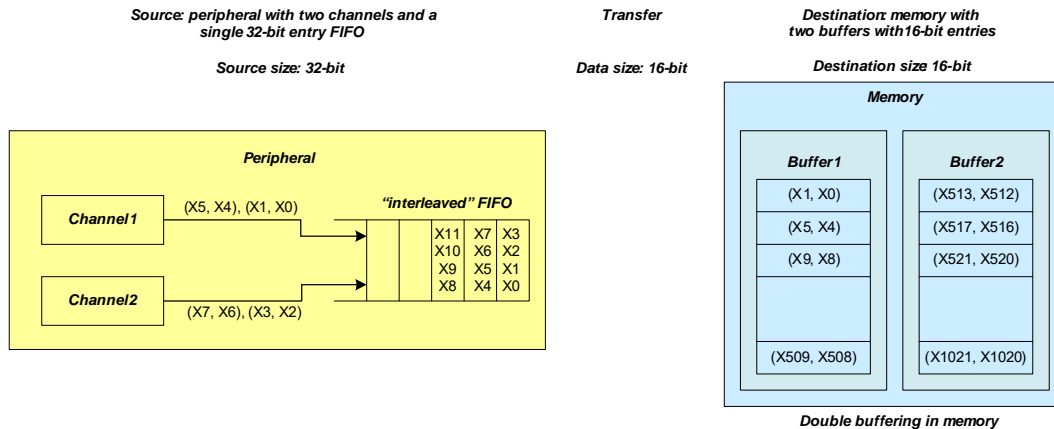 Source: peripheral with two channels and a
single 32-bit entry FIFO
Transfer
Destination: memory with
two buffers with16-bit entries
Source size: 32-bit
Data size: 16-bit
Destination size 16-bit
Memory
Peripheral
Buffer1
Buffer2
Channel1
(X5, X4), (X1, X0)
“interleaved” FIFO
X11 X7 X3
X10 X6 X2
X9 X5 X1
X8 X4 X0
Channel2
(X7, X6), (X3, X2)
(X1, X0)
(X5, X4)
(X9, X8)
(X509, X508)
(X513, X512)
(X517, X516)
(X521, X520)
(X1021, X1020)
Double buffering in memory